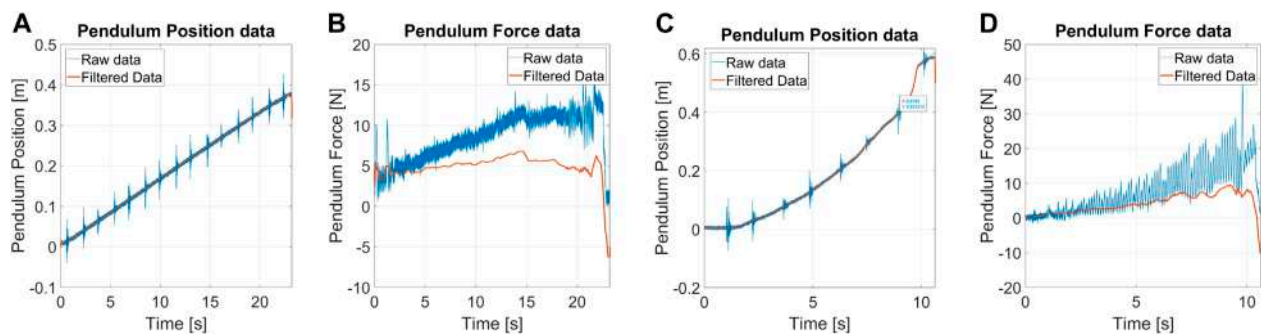 A
Pendulum Position data
Pendulum Position [m]
0.5
0.4
0.3
0.2
0.1
0
-0.1
Raw data
Filtered Data
0
5
10
15
20
Time [s]
B
Pendulum Force data
Pendulum Force [N]
20
15
10
5
0
-5
-10
Raw data
Filtered Data
0
5
10
15
20
Time [s]
C
Pendulum Position data
Pendulum Position [m]
0.6
0.4
0.2
0
-0.2
Raw data
Filtered Data
0
5
10
Time [s]
D
Pendulum Force data
Pendulum Force [N]
50
40
30
20
10
0
-10
-20
Raw data
Filtered Data
0
5
10
Time [s]